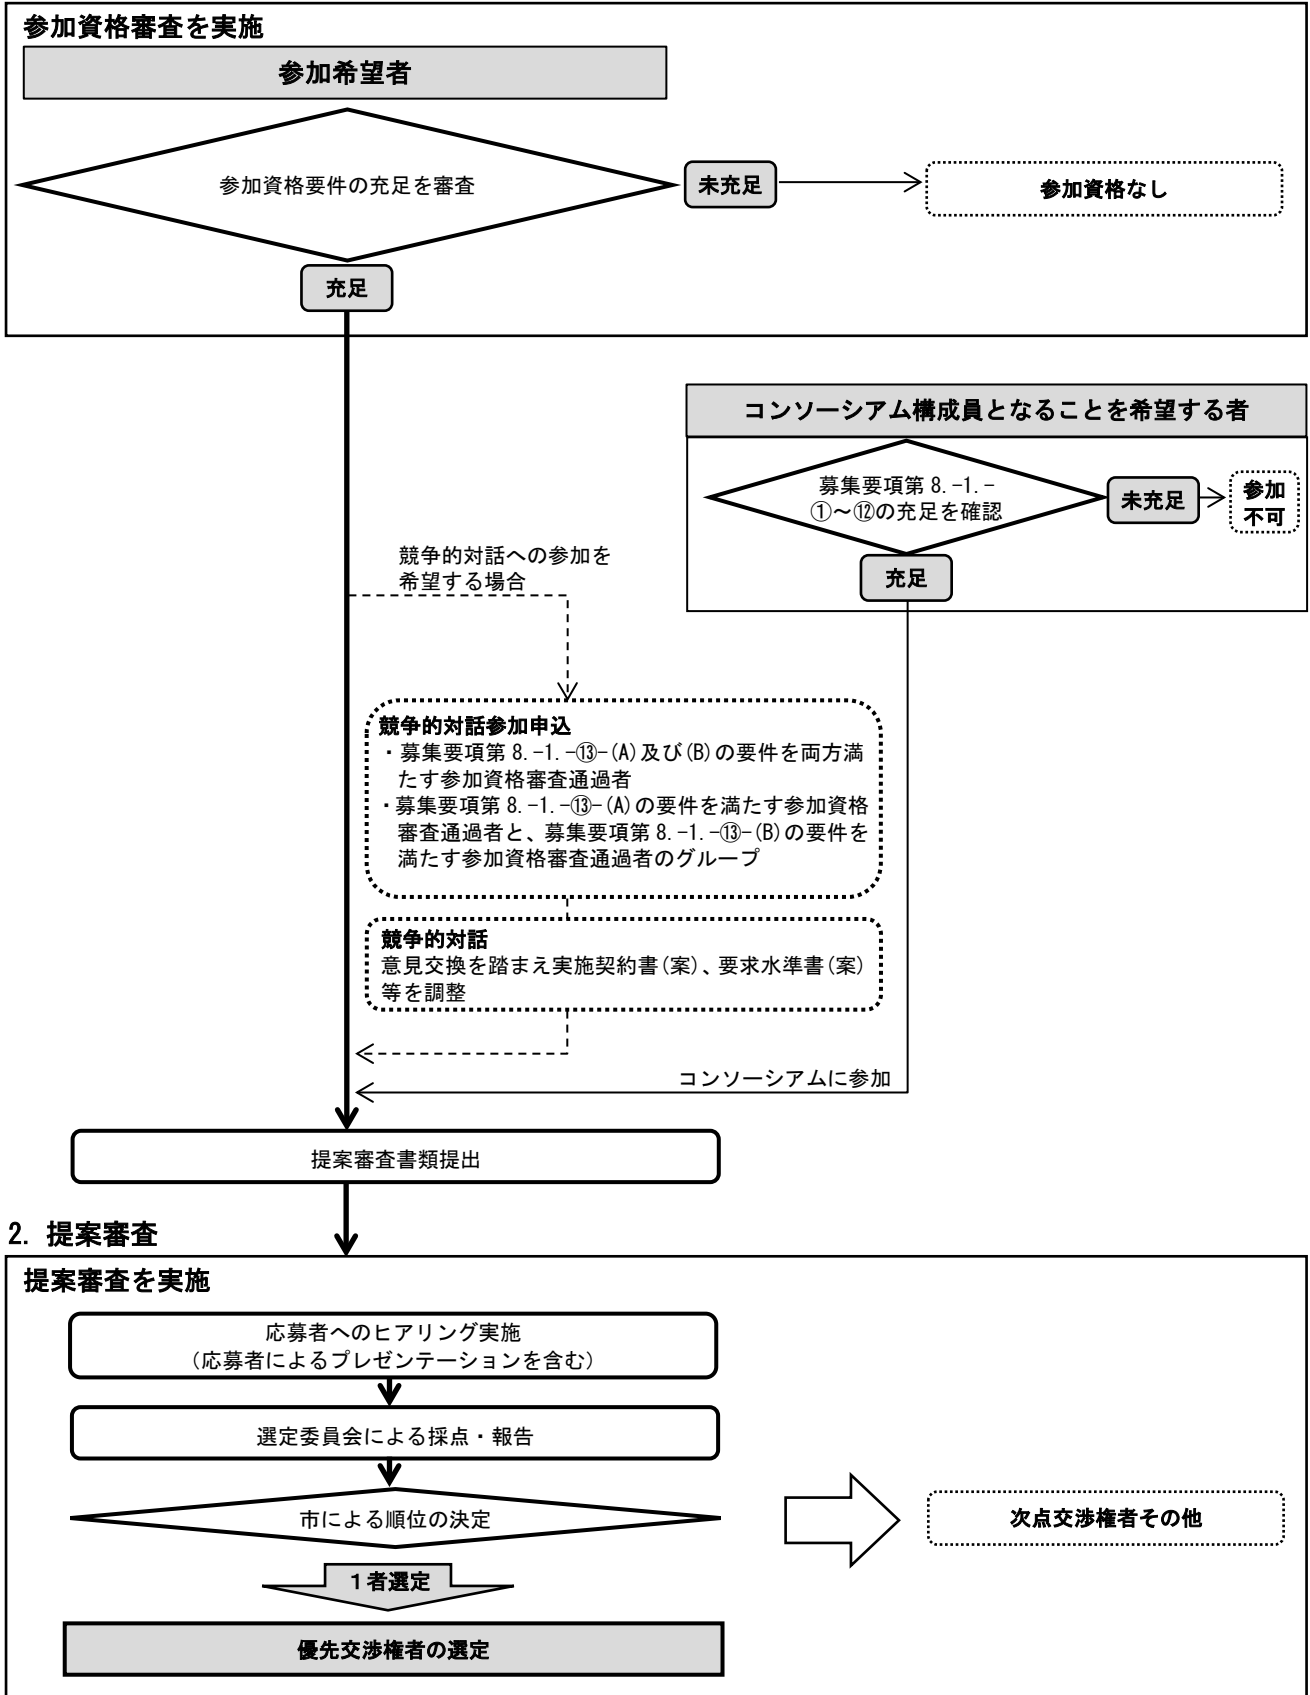 参加資格審査を実施
参加希望者
参加資格要件の充足を審査
未充足
参加資格なし
充足
コンソーシアム構成員となることを希望する者
募集要項第 8.-1.-
①～⑫の充足を確認
未充足
参加
不可
充足
競争的対話への参加を
希望する場合
競争的対話参加申込
・募集要項第 8.-1.-⑬-(A)及び(B)の要件を両方満
たす参加資格審査通過者
・募集要項第 8.-1.-⑬-(A)の要件を満たす参加資格
審査通過者と、募集要項第 8.-1.-⑬-(B)の要件を
満たす参加資格審査通過者のグループ
競争的対話
意見交換を踏まえ実施契約書(案)、要求水準書(案)
等を調整
コンソーシアムに参加
提案審査書類提出
2. 提案審査
提案審査を実施
応募者へのヒアリング実施
（応募者によるプレゼンテーションを含む）
選定委員会による採点・報告
市による順位の決定
次点交渉権者その他
１者選定
優先交渉権者の選定